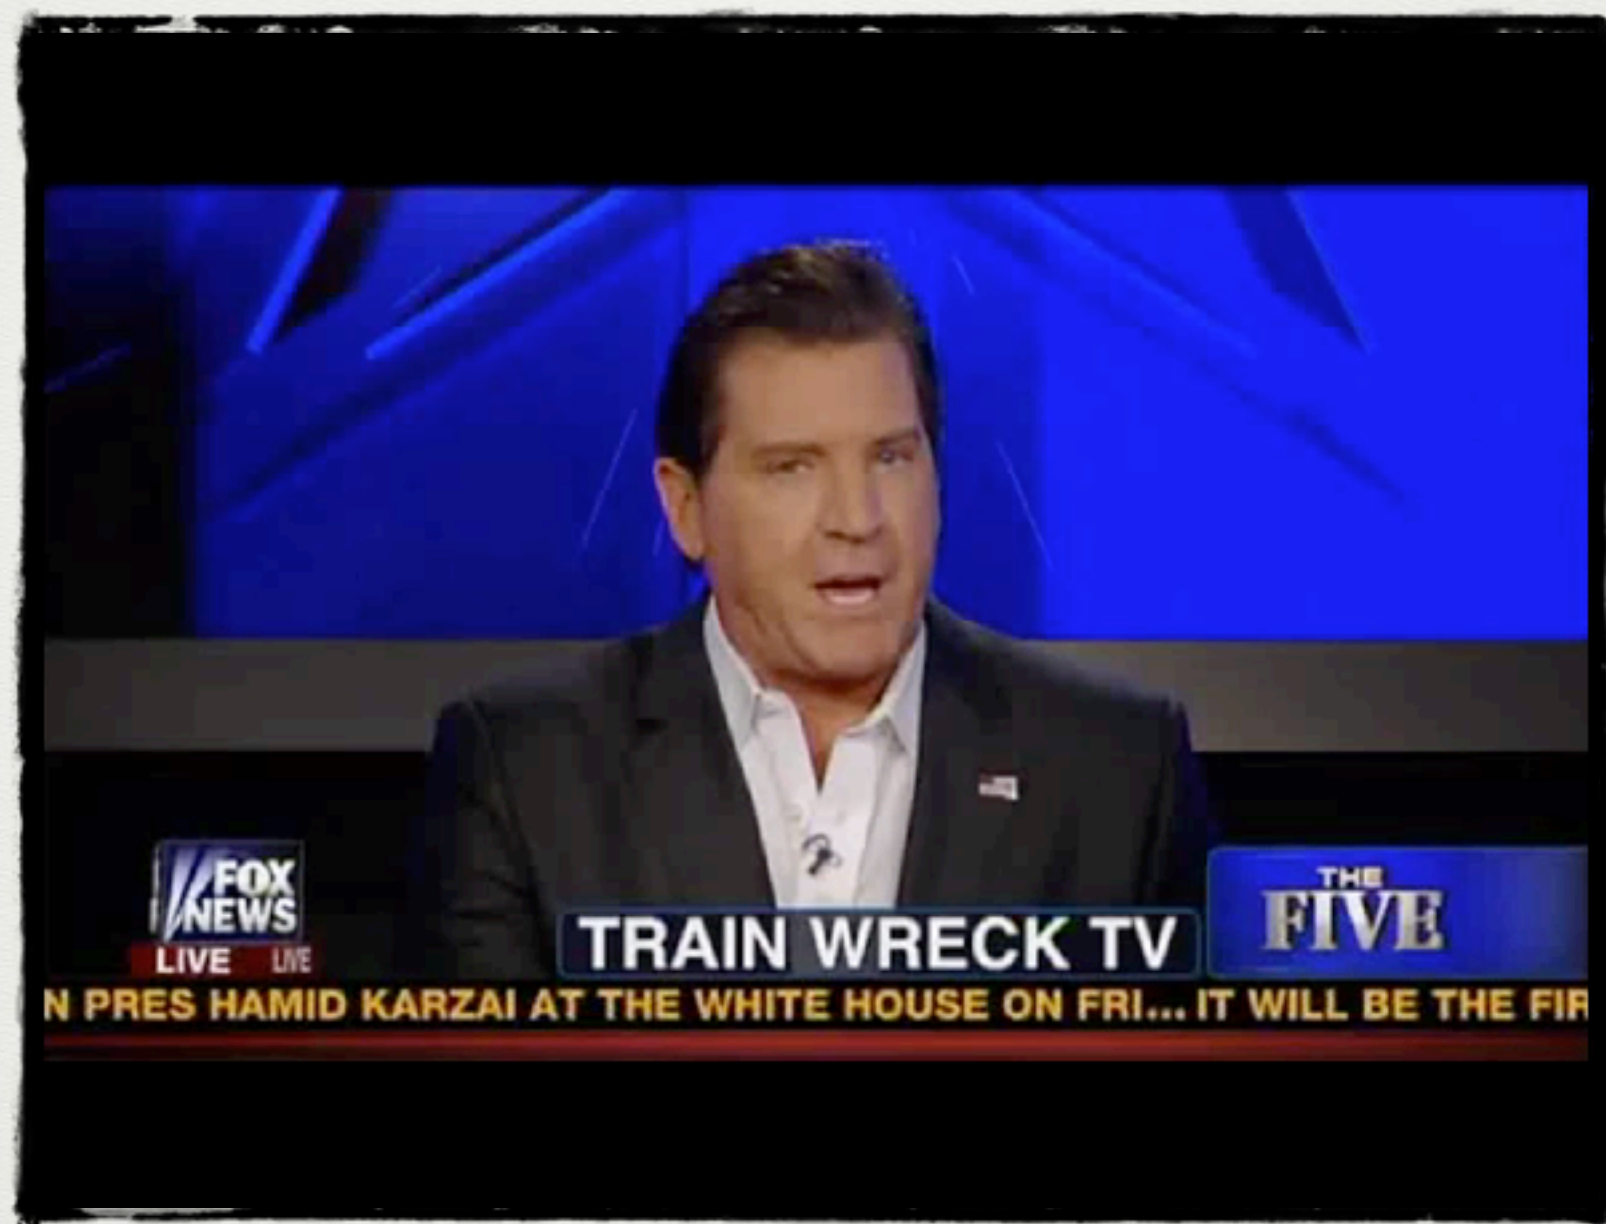 FOX
NEWS
LIVE LIVE
TRAIN WRECK TV
THE
FIVE
N PRES HAMID KARZAI AT THE WHITE HOUSE ON FRI... IT WILL BE THE FIR